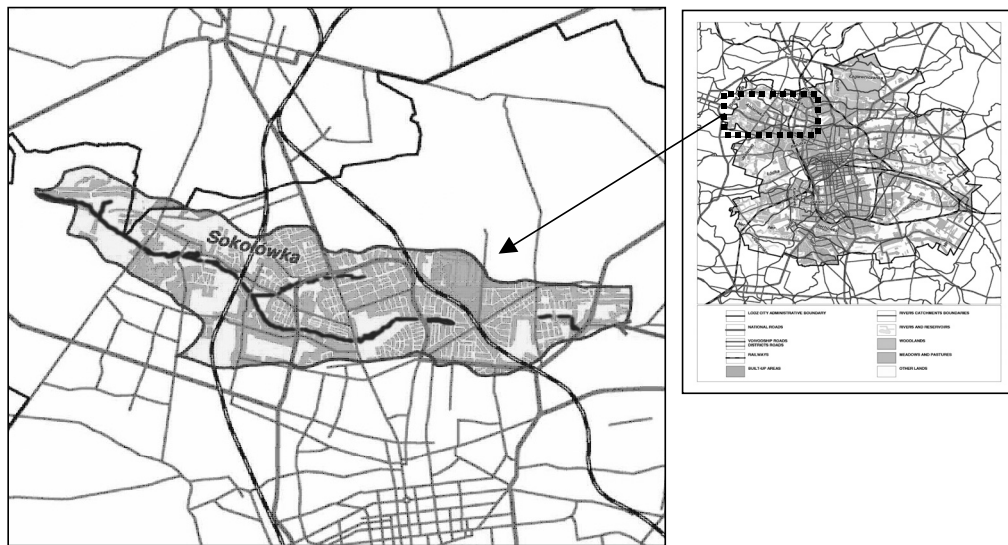 Sokołówka
LODZ CITY ADMINISTRATIVE BOUNDARY
NATIONAL ROADS
VOIVODSHIP ROADS
DISTRICTS ROADS
RAILWAYS
BUILT-UP AREAS
RIVERS CATCHMENTS BOUNDARIES
RIVERS AND RESERVOIRS
WOODLANDS
MEADOWS AND PASTURES
OTHER LANDS